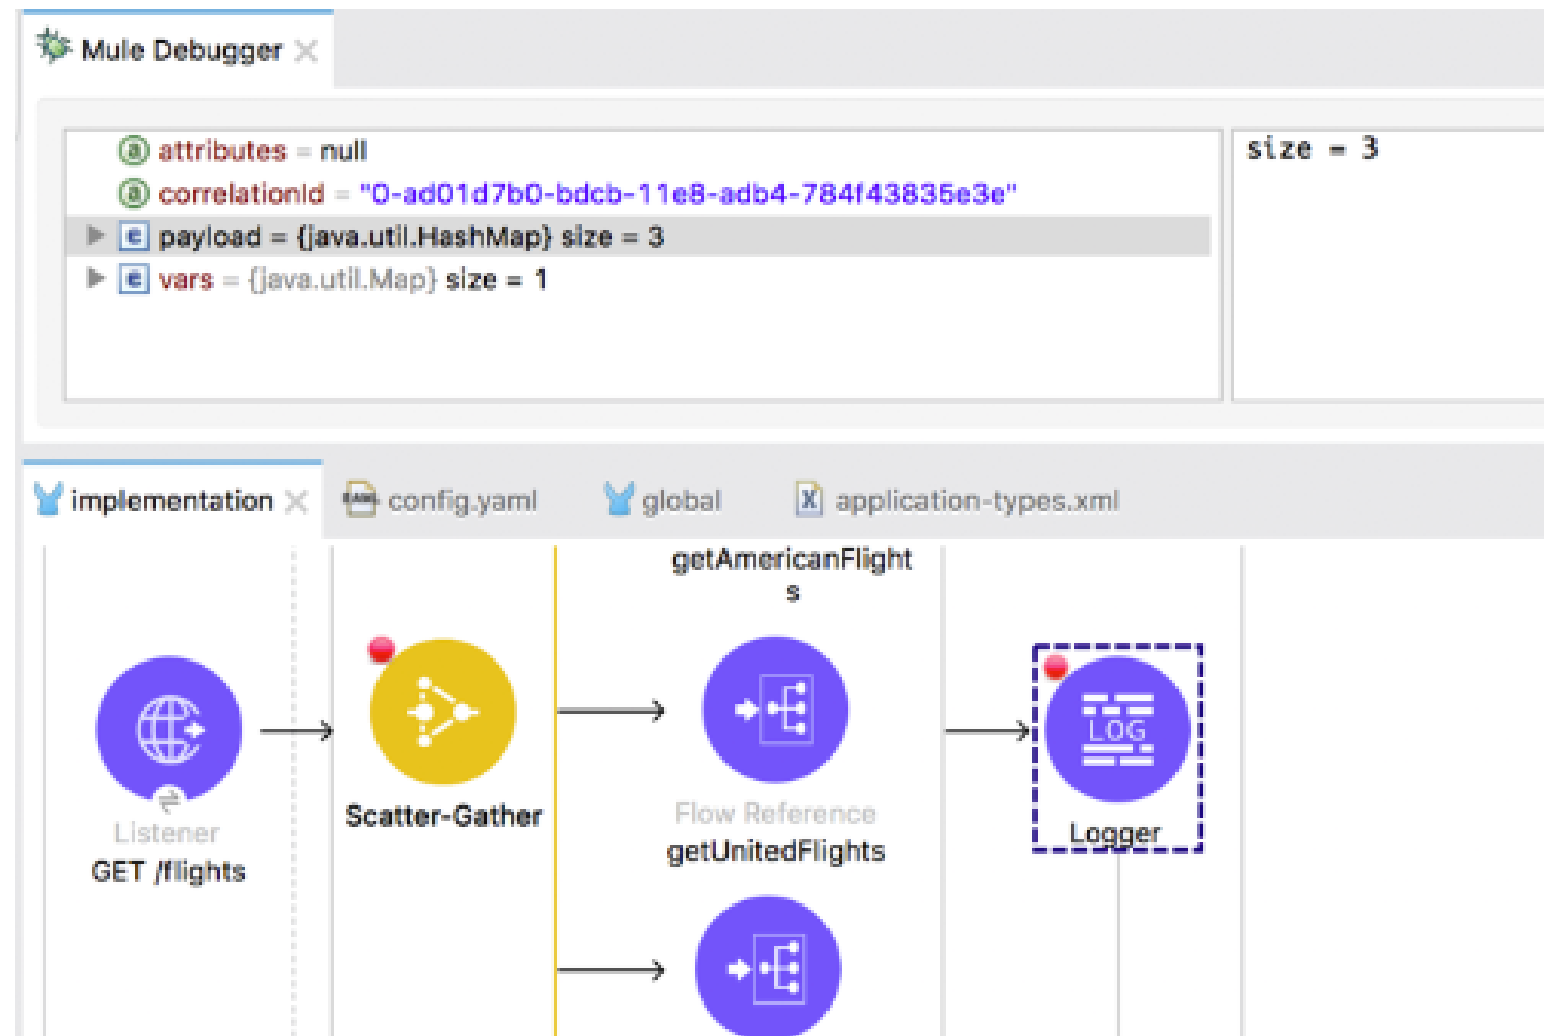 Mule Debugger
attributes = null
correlationId = "0-ad01d7b0-bdcb-11e8-adb4-784f43835e3e"
payload = {java.util.HashMap} size = 3
vars = {java.util.Map} size = 1
size = 3
implementation
config.yaml
global
application-types.xml
getAmericanFlight
s
LOG
Scatter-Gather
Flow Reference
Listener
Logger
getUnitedFlights
GET /flights